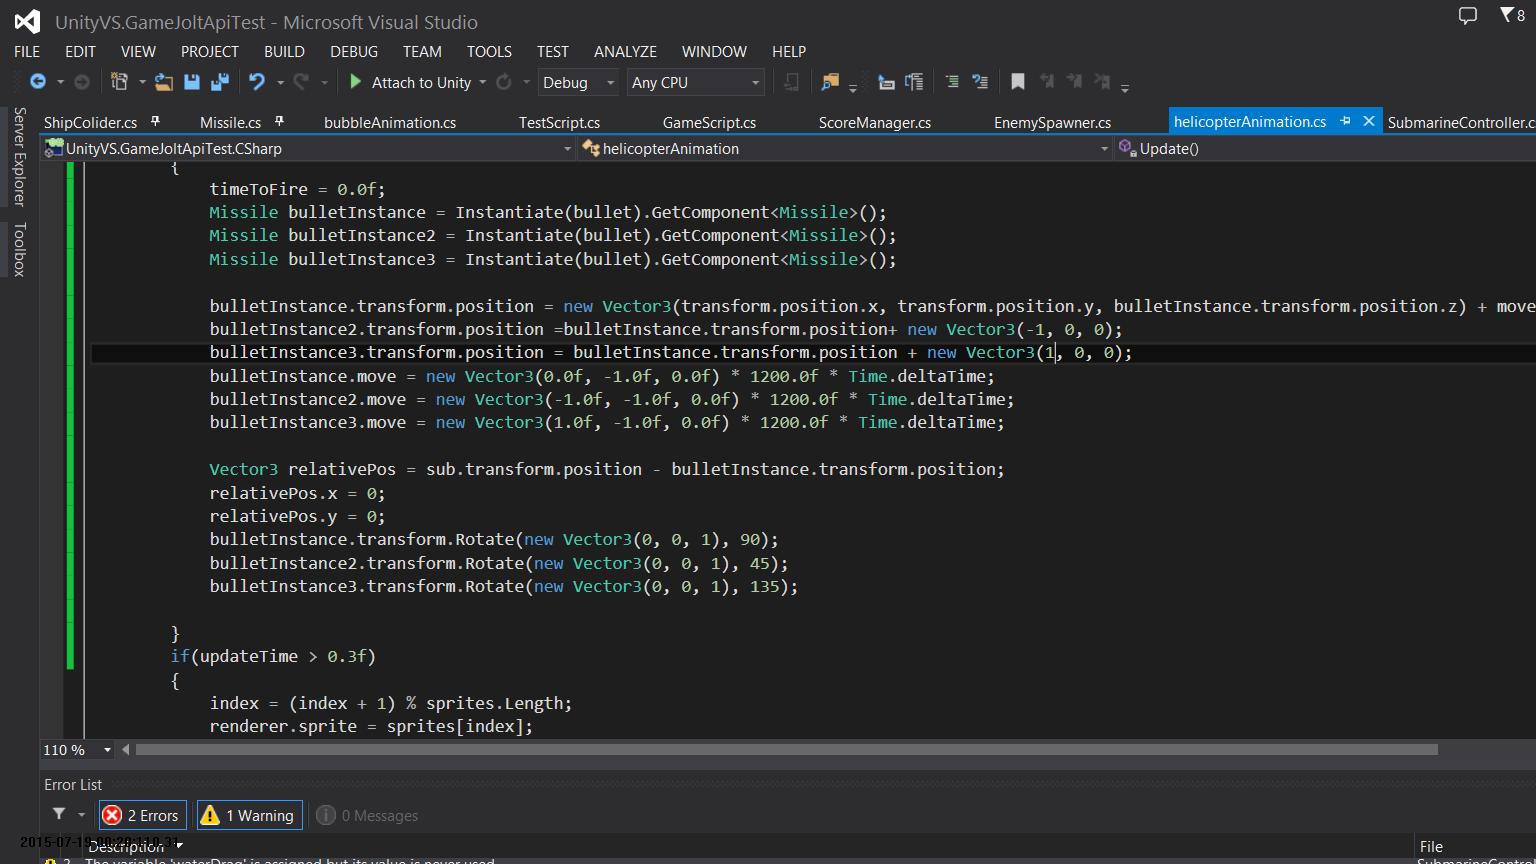 UnityVS.GameJoltApiTest - Microsoft Visual Studio
8
FILE EDIT VIEW PROJECT BUILD DEBUG TEAM TOOLS TEST ANALYZE WINDOW HELP
Attach to Unity Debug Any CPU
Server Explorer
Toolbox
ShipColider.cs Missile.cs bubbleAnimation.cs TestScript.cs GameScript.cs ScoreManager.cs EnemySpawner.cs helicopterAnimation.cs SubmarineController.cs
UnityVS.GameJoltApiTest.CSharp helicopterAnimation Update()
{
timeToFire = 0.0f;
Missile bulletInstance = Instantiate(bullet).GetComponent<Missile>();
Missile bulletInstance2 = Instantiate(bullet).GetComponent<Missile>();
Missile bulletInstance3 = Instantiate(bullet).GetComponent<Missile>();
bulletInstance.transform.position = new Vector3(transform.position.x, transform.position.y, bulletInstance.transform.position.z) + move
bulletInstance2.transform.position =bulletInstance.transform.position+ new Vector3(-1, 0, 0);
bulletInstance3.transform.position = bulletInstance.transform.position + new Vector3(1, 0, 0);
bulletInstance.move = new Vector3(0.0f, -1.0f, 0.0f) * 1200.0f * Time.deltaTime;
bulletInstance2.move = new Vector3(-1.0f, -1.0f, 0.0f) * 1200.0f * Time.deltaTime;
bulletInstance3.move = new Vector3(1.0f, -1.0f, 0.0f) * 1200.0f * Time.deltaTime;
Vector3 relativePos = sub.transform.position - bulletInstance.transform.position;
relativePos.x = 0;
relativePos.y = 0;
bulletInstance.transform.Rotate(new Vector3(0, 0, 1), 90);
bulletInstance2.transform.Rotate(new Vector3(0, 0, 1), 45);
bulletInstance3.transform.Rotate(new Vector3(0, 0, 1), 135);
}
if(updateTime > 0.3f)
{
index = (index + 1) % sprites.Length;
renderer.sprite = sprites[index];
110 %
Error List
2 Errors 1 Warning 0 Messages
Description File
The variable 'waterDrag' is assigned but its value is never used